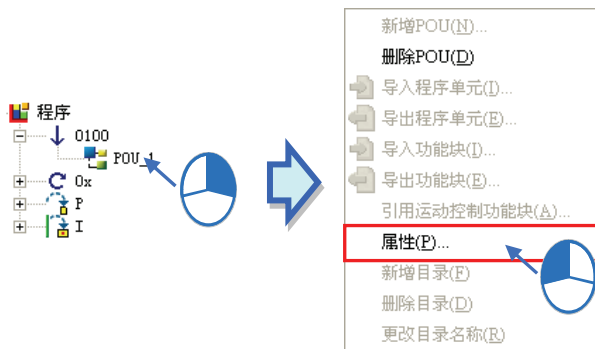 程序
0100
POU_1
0x
P
I
新增POU(N)...
删除POU(D)
导入程序单元(I)...
导出程序单元(E)...
导入功能块(I)...
导出功能块(E)...
引用运动控制功能块(A)...
属性(P)...
新增目录(F)
删除目录(D)
更改目录名称(R)